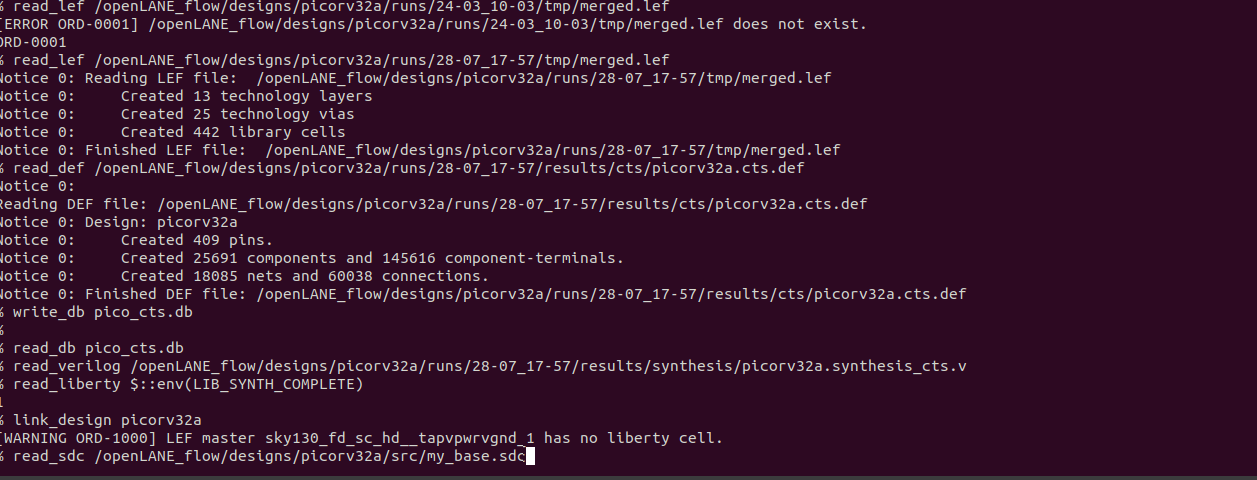 % read_lef /openLANE_flow/designs/picorv32a/runs/24-03_10-03/tmp/merged.lef
[ERROR ORD-0001] /openLANE_flow/designs/picorv32a/runs/24-03_10-03/tmp/merged.lef does not exist.
ORD-0001
% read_lef /openLANE_flow/designs/picorv32a/runs/28-07_17-57/tmp/merged.lef
Notice 0: Reading LEF file:  /openLANE_flow/designs/picorv32a/runs/28-07_17-57/tmp/merged.lef
Notice 0:     Created 13 technology layers
Notice 0:     Created 25 technology vias
Notice 0:     Created 442 library cells
Notice 0: Finished LEF file:  /openLANE_flow/designs/picorv32a/runs/28-07_17-57/tmp/merged.lef
% read_def /openLANE_flow/designs/picorv32a/runs/28-07_17-57/results/cts/picorv32a.cts.def
Notice 0:
Reading DEF file: /openLANE_flow/designs/picorv32a/runs/28-07_17-57/results/cts/picorv32a.cts.def
Notice 0: Design: picorv32a
Notice 0:     Created 409 pins.
Notice 0:     Created 25691 components and 145616 component-terminals.
Notice 0:     Created 18085 nets and 60038 connections.
Notice 0: Finished DEF file: /openLANE_flow/designs/picorv32a/runs/28-07_17-57/results/cts/picorv32a.cts.def
% write_db pico_cts.db
%
% read_db pico_cts.db
% read_verilog /openLANE_flow/designs/picorv32a/runs/28-07_17-57/results/synthesis/picorv32a.synthesis_cts.v
% read_liberty $::env(LIB_SYNTH_COMPLETE)
1
% link_design picorv32a
[WARNING ORD-1000] LEF master sky130_fd_sc_hd__tapvpwrvgnd_1 has no liberty cell.
% read_sdc /openLANE_flow/designs/picorv32a/src/my_base.sdc